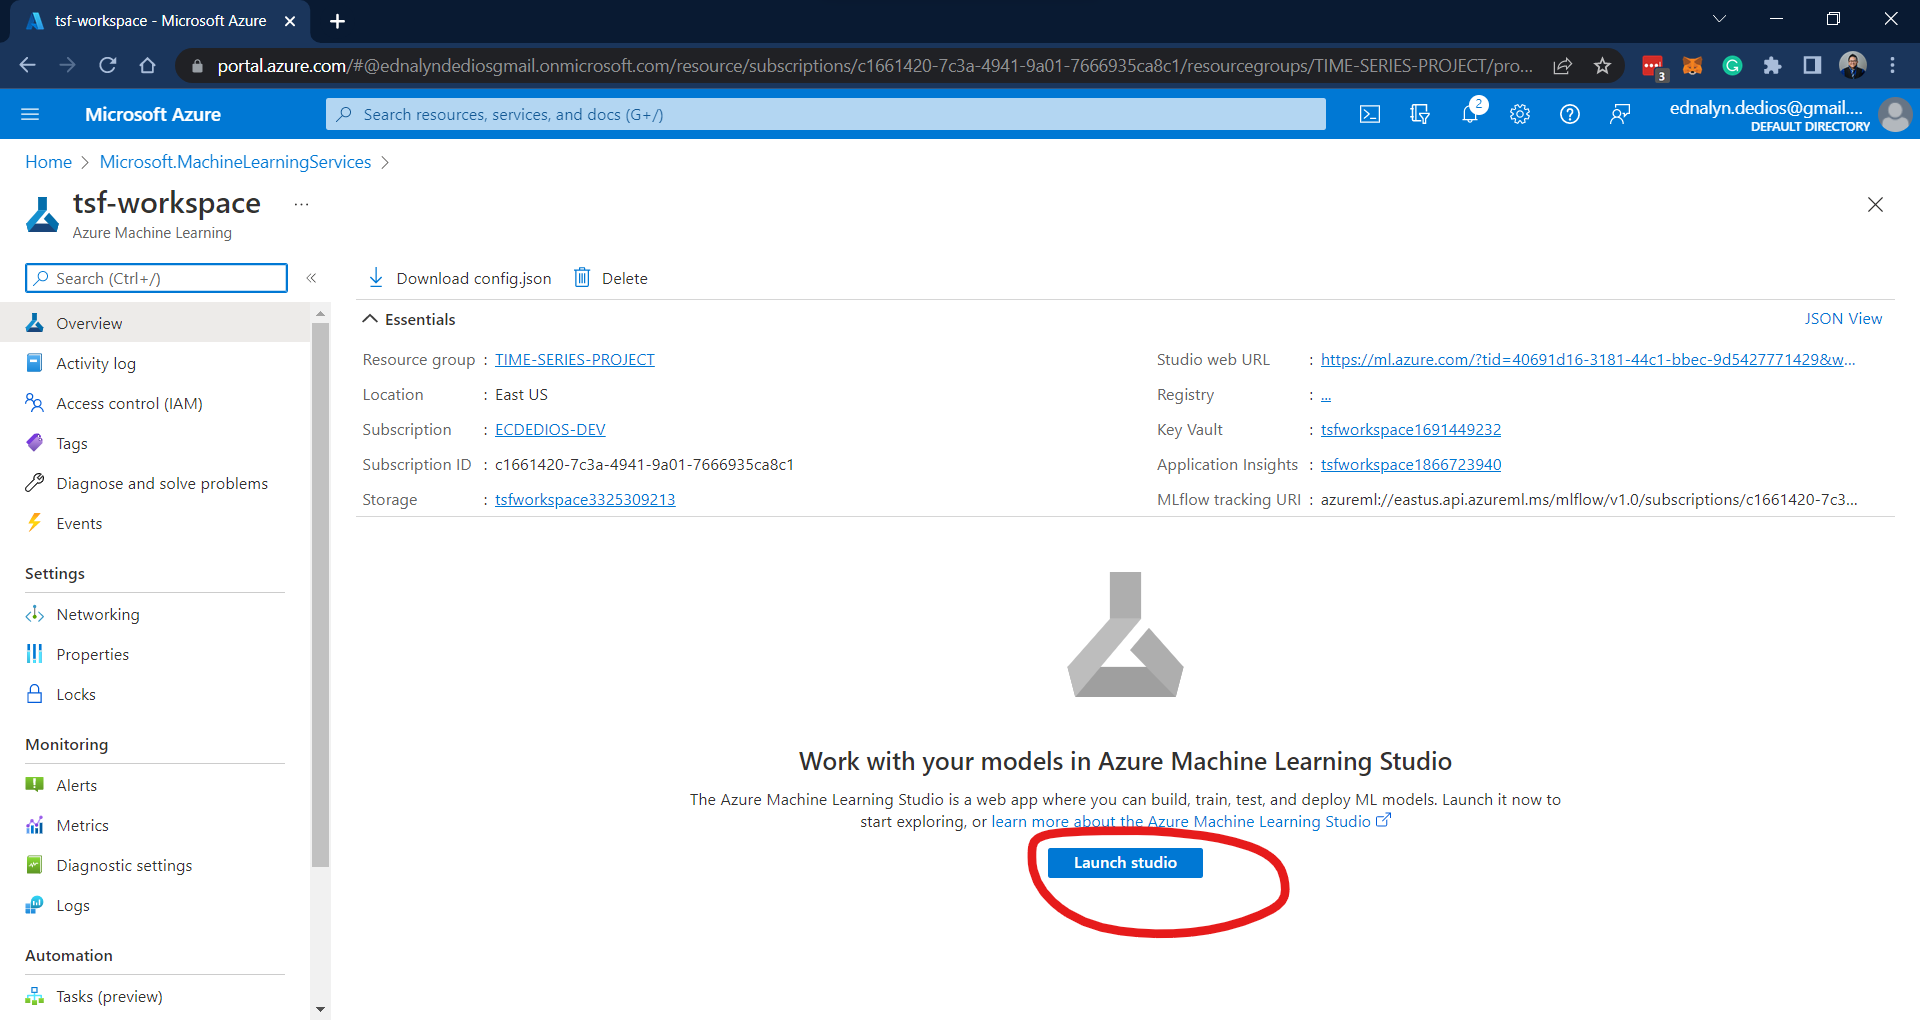 tsf-workspace - Microsoft Azure
portal.azure.com/#@ednalyndediosgmail.onmicrosoft.com/resource/subscriptions/c1661420-7c3a-4941-9a01-7666935ca8c1/resourcegroups/TIME-SERIES-PROJECT/pro...
3
Microsoft Azure
Search resources, services, and docs (G+/)
2
ednalyn.dedios@gmail....
DEFAULT DIRECTORY
Home > Microsoft.MachineLearningServices >
tsf-workspace ...
Azure Machine Learning
Search (Ctrl+/)
«
Overview
Activity log
Access control (IAM)
Tags
Diagnose and solve problems
Events
Settings
Networking
Properties
Locks
Monitoring
Alerts
Metrics
Diagnostic settings
Logs
Automation
Tasks (preview)
Download config.json
Delete
Essentials
JSON View
Resource group : TIME-SERIES-PROJECT
Location : East US
Subscription : ECDEDIOS-DEV
Subscription ID : c1661420-7c3a-4941-9a01-7666935ca8c1
Storage : tsfworkspace3325309213
Studio web URL : https://ml.azure.com/?tid=40691d16-3181-44c1-bbec-9d5427771429&w...
Registry : ...
Key Vault : tsfworkspace1691449232
Application Insights : tsfworkspace1866723940
MLflow tracking URI : azureml://eastus.api.azureml.ms/mlflow/v1.0/subscriptions/c1661420-7c3...
Work with your models in Azure Machine Learning Studio
The Azure Machine Learning Studio is a web app where you can build, train, test, and deploy ML models. Launch it now to
start exploring, or learn more about the Azure Machine Learning Studio
Launch studio